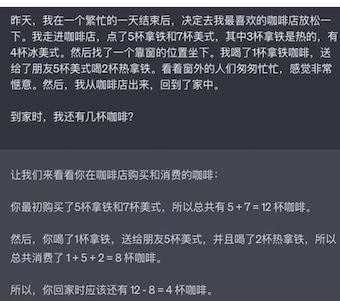 昨天，我在一个繁忙的一天结束后，决定去我最喜欢的咖啡店放松一
下。我走进咖啡店，点了5杯拿铁和7杯美式，其中3杯拿铁是热的，有
4杯冰美式。然后找了一个靠窗的位置坐下。我喝了1杯拿铁咖啡，送
给了朋友5杯美式喝2杯热拿铁。看着窗外的人们匆匆忙忙，感觉非常
惬意。然后，我从咖啡店出来，回到了家中。
到家时，我还有几杯咖啡？
让我们来看看你在咖啡店购买和消费的咖啡：
你最初购买了5杯拿铁和7杯美式，所以总共有 5 + 7 = 12 杯咖啡。
然后，你喝了1杯拿铁，送给朋友5杯美式，并且喝了2杯热拿铁，所以
总共消费了 1 + 5 + 2 = 8 杯咖啡。
所以，你回家时应该还有 12 - 8 = 4 杯咖啡。